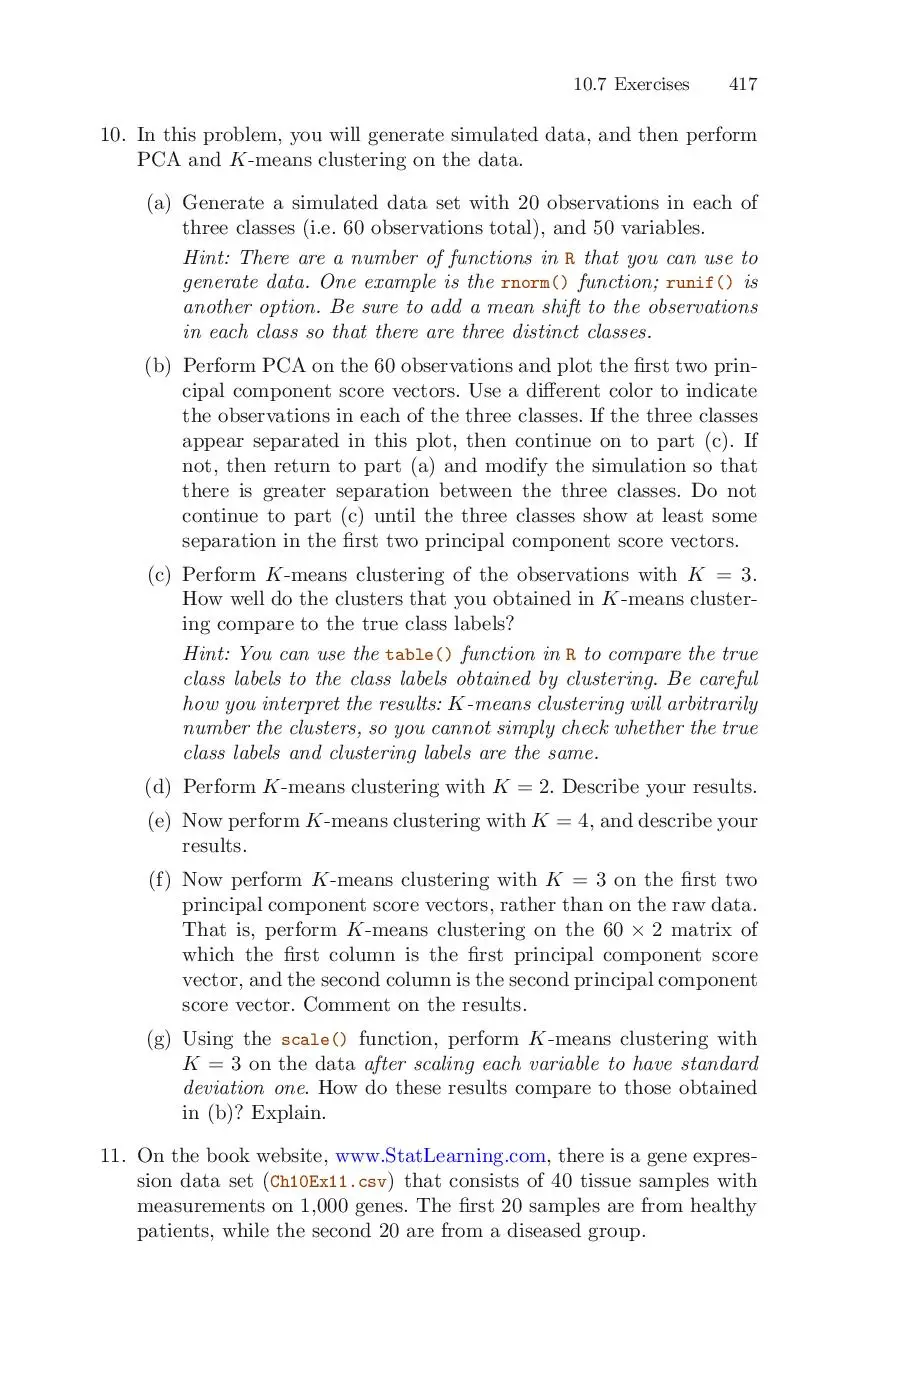 10.7 Exercises 417
10. In this problem, you will generate simulated data, and then perform
PCA and K-means clustering on the data.
(a) Generate a simulated data set with 20 observations in each of
three classes (i.e. 60 observations total), and 50 variables.
Hint: There are a number of functions in R that you can use to
generate data. One example is the rnorm() function; runif() is
another option. Be sure to add a mean shift to the observations
in each class so that there are three distinct classes.
(b) Perform PCA on the 60 observations and plot the first two prin-
cipal component score vectors. Use a different color to indicate
the observations in each of the three classes. If the three classes
appear separated in this plot, then continue on to part (c). If
not, then return to part (a) and modify the simulation so that
there is greater separation between the three classes. Do not
continue to part (c) until the three classes show at least some
separation in the first two principal component score vectors.
(c) Perform K-means clustering of the observations with K = 3.
How well do the clusters that you obtained in K-means cluster-
ing compare to the true class labels?
Hint: You can use the table() function in R to compare the true
class labels to the class labels obtained by clustering. Be careful
how you interpret the results: K-means clustering will arbitrarily
number the clusters, so you cannot simply check whether the true
class labels and clustering labels are the same.
(d) Perform K-means clustering with K = 2. Describe your results.
(e) Now perform K-means clustering with K = 4, and describe your
results.
(f) Now perform K-means clustering with K = 3 on the first two
principal component score vectors, rather than on the raw data.
That is, perform K-means clustering on the 60 × 2 matrix of
which the first column is the first principal component score
vector, and the second column is the second principal component
score vector. Comment on the results.
(g) Using the scale() function, perform K-means clustering with
K = 3 on the data after scaling each variable to have standard
deviation one. How do these results compare to those obtained
in (b)? Explain.
11. On the book website, www.StatLearning.com, there is a gene expres-
sion data set (Ch10Ex11.csv) that consists of 40 tissue samples with
measurements on 1,000 genes. The first 20 samples are from healthy
patients, while the second 20 are from a diseased group.